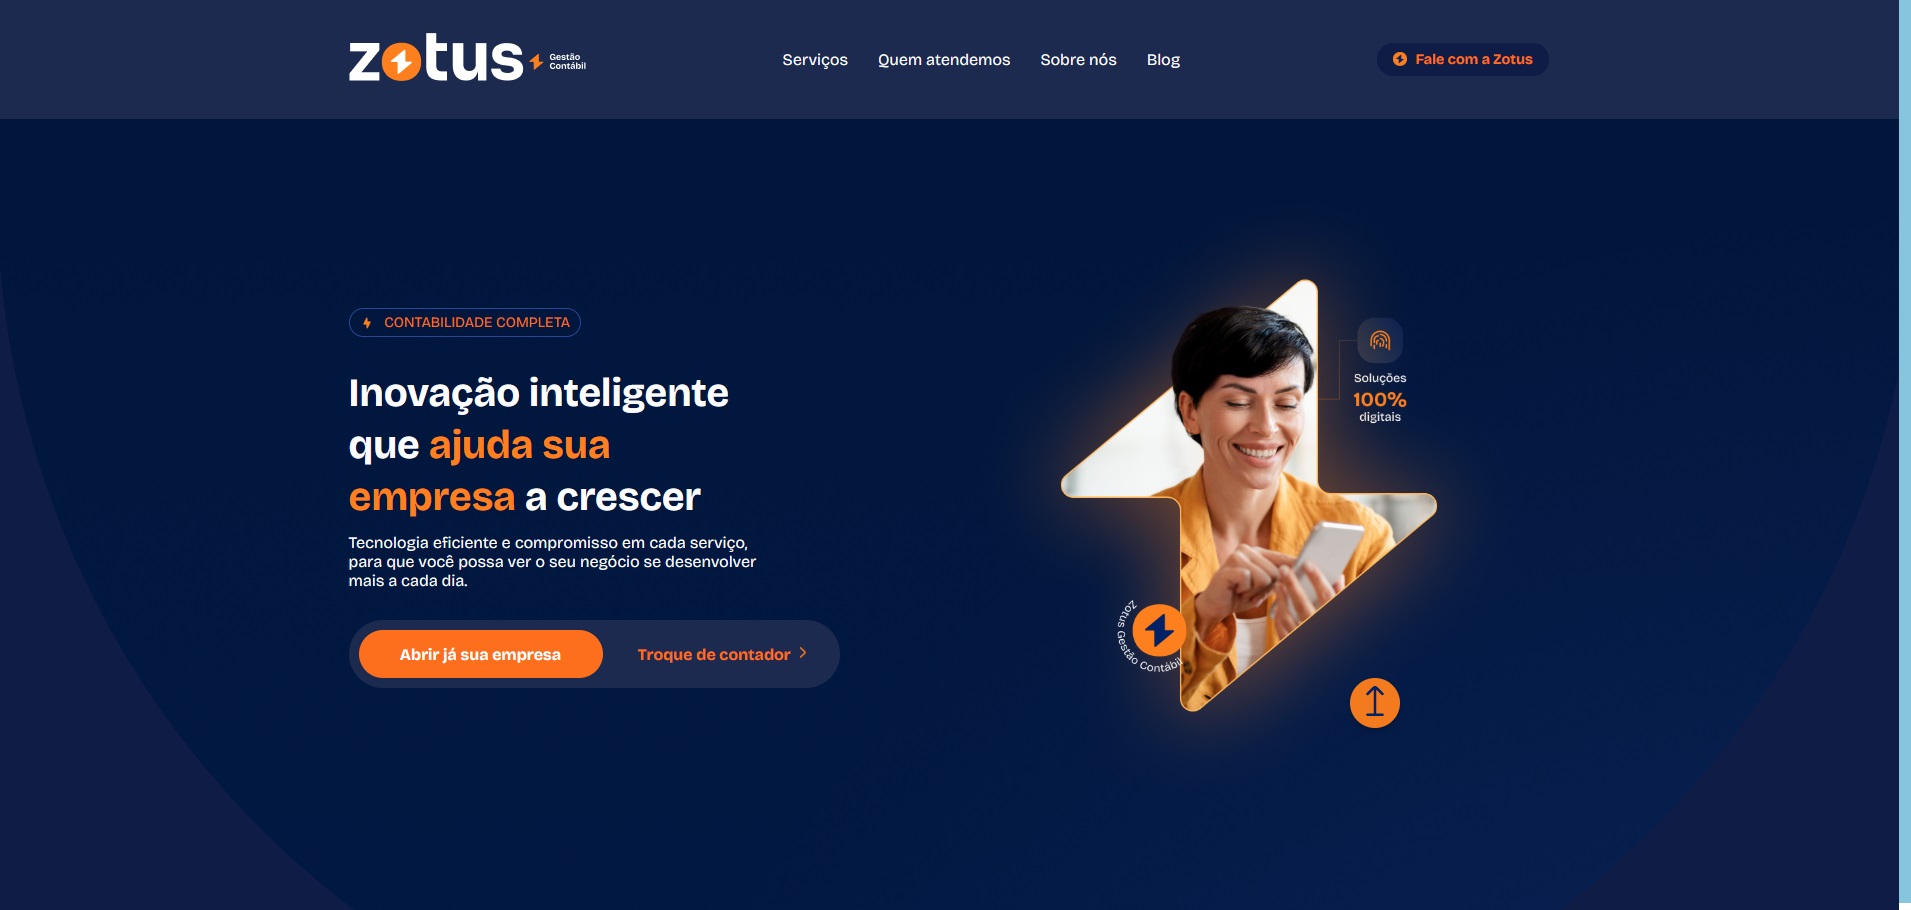 zotus
Gestão
Contábil
Serviços
Quem atendemos
Sobre nós
Blog
Fale com a Zotus
CONTABILIDADE COMPLETA
Inovação inteligente
que ajuda sua
empresa a crescer
Tecnologia eficiente e compromisso em cada serviço,
para que você possa ver o seu negócio se desenvolver
mais a cada dia.
Abrir já sua empresa
Troque de contador
Soluções
100%
digitais
Zotus Gestão Contábil